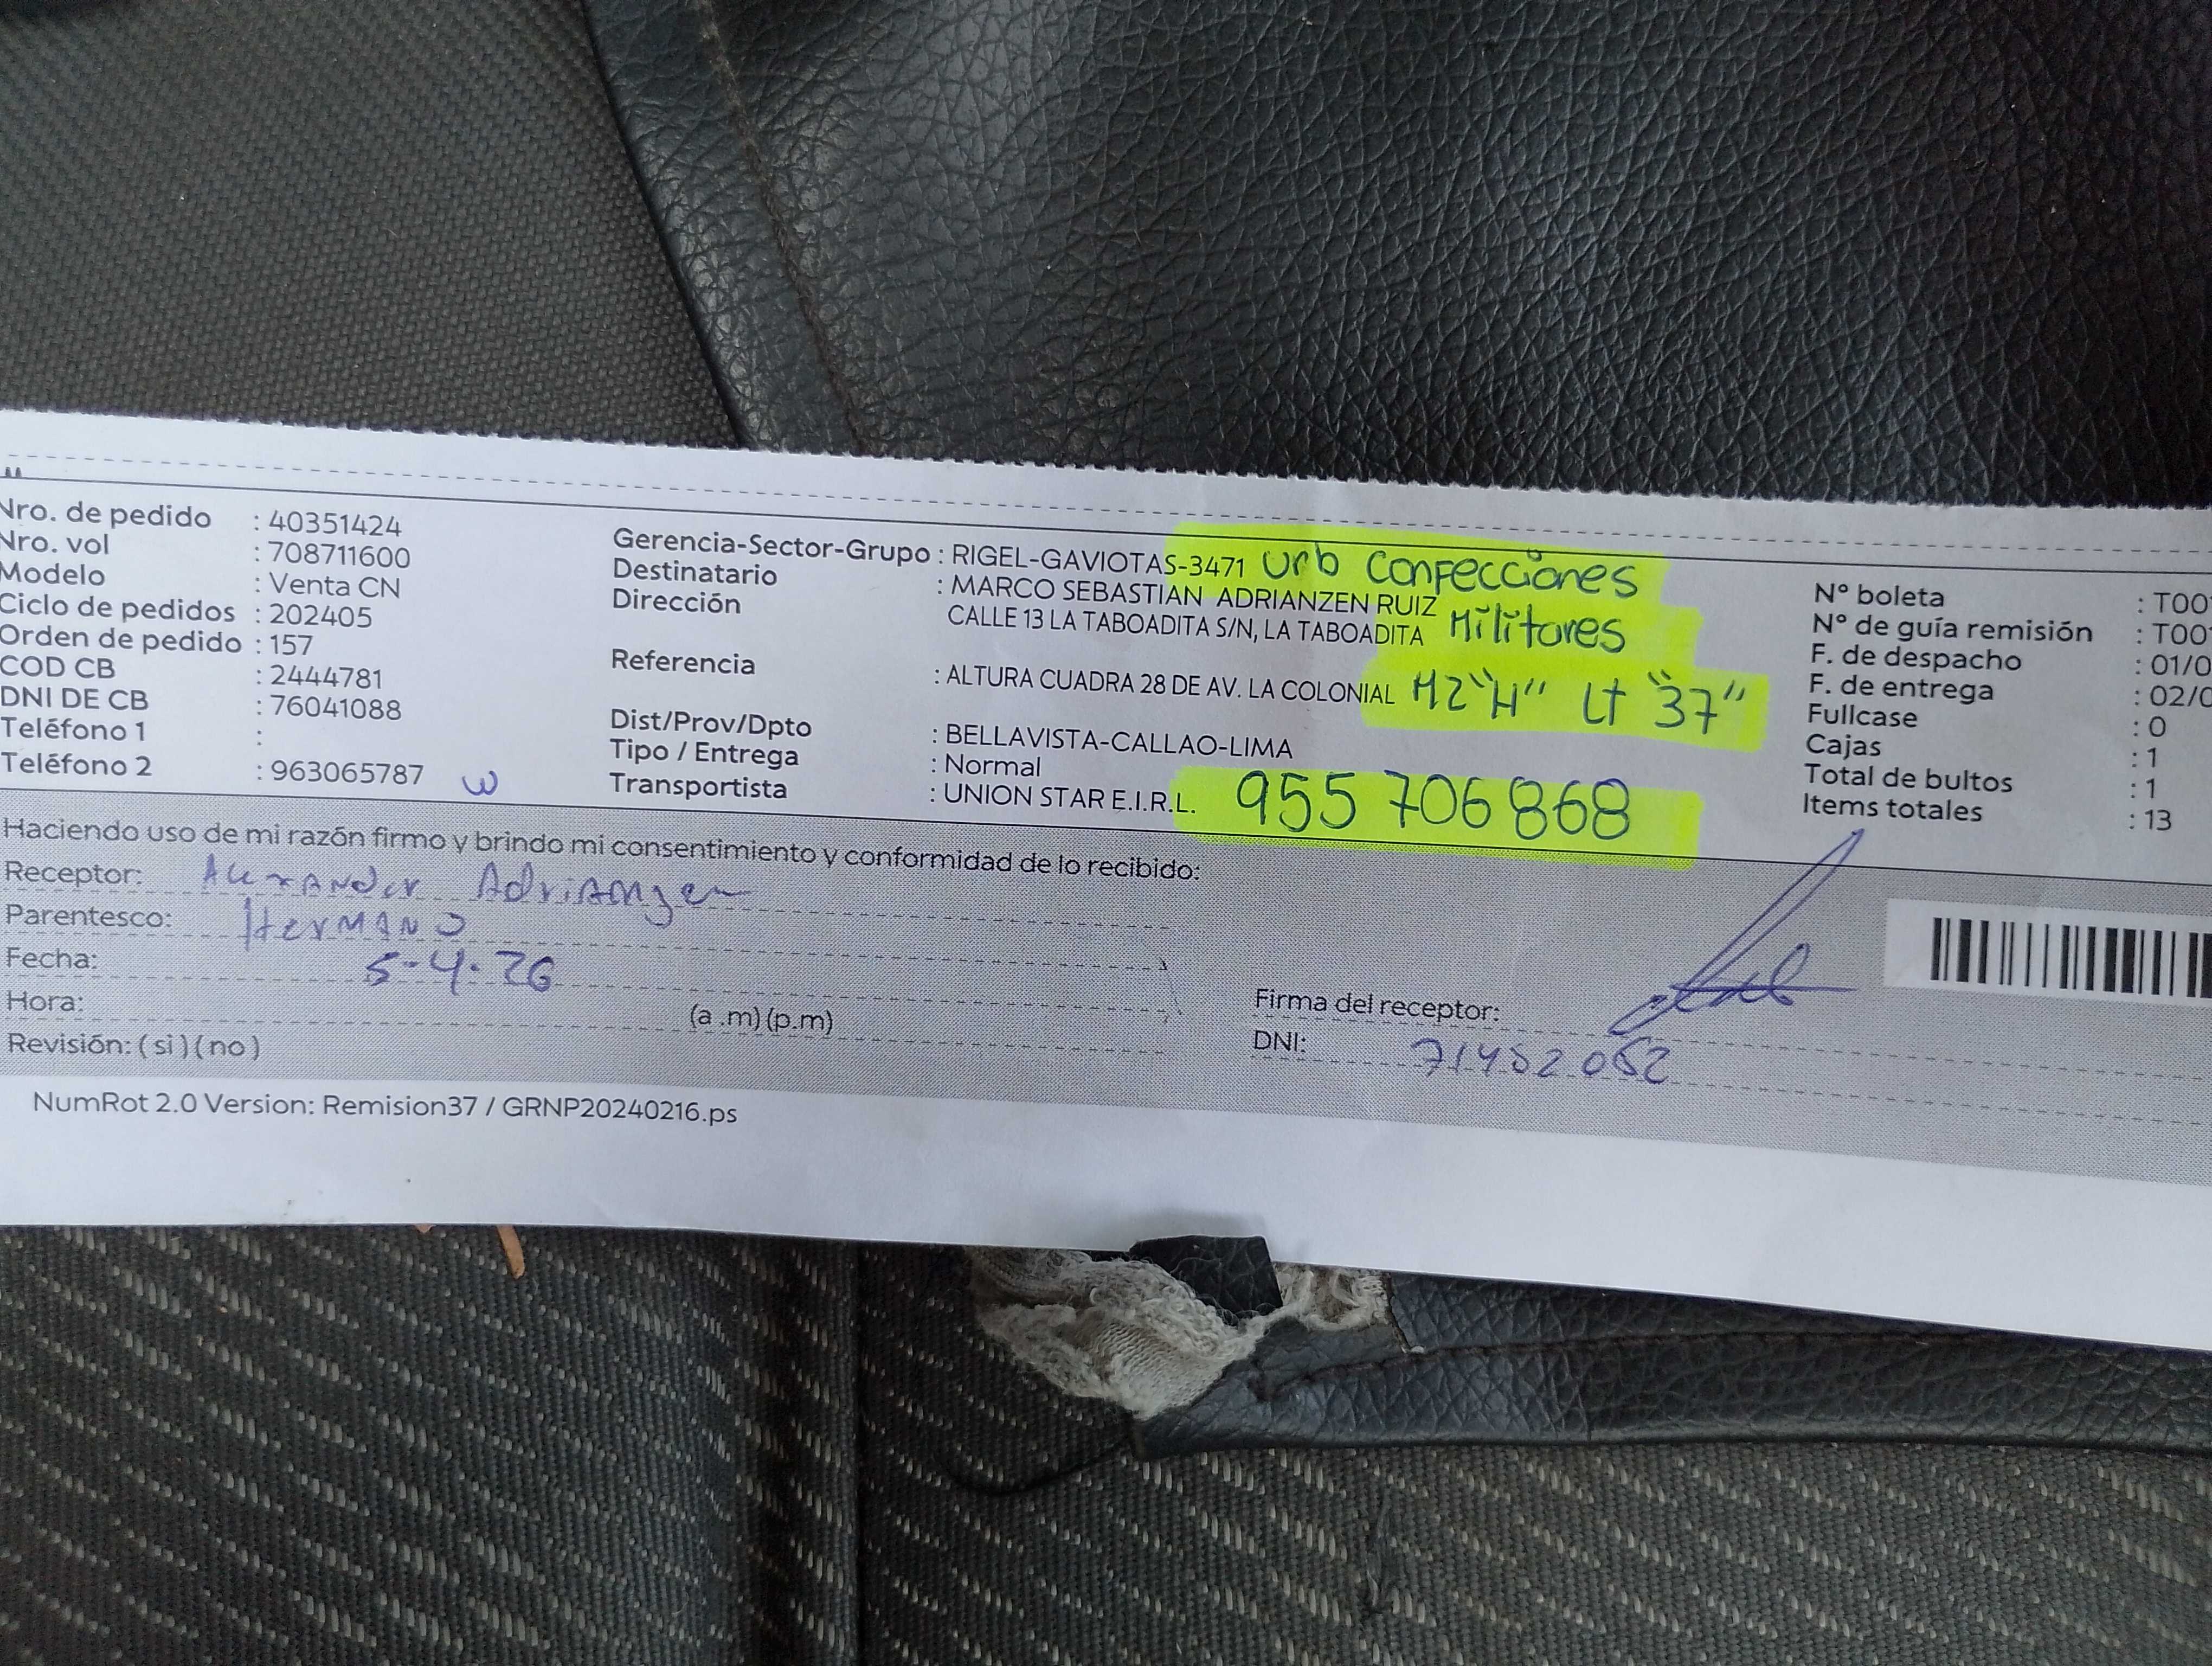 Nro. de pedido : 40351424
Nro. vol : 708711600
Modelo : Venta CN
Ciclo de pedidos : 202405
Orden de pedido : 157
COD CB : 2444781
DNI DE CB : 76041088
Teléfono 1 :
Teléfono 2 : 963065787 w
Gerencia-Sector-Grupo : RIGEL-GAVIOTAS-3471 urb Confecciones
Destinatario : MARCO SEBASTIAN ADRIANZEN RUIZ
Dirección CALLE 13 LA TABOADITA S/N, LA TABOADITA Militares
Referencia : ALTURA CUADRA 28 DE AV. LA COLONIAL MZ "H" Lt "37"
Dist/Prov/Dpto : BELLAVISTA-CALLAO-LIMA
Tipo / Entrega : Normal
Transportista : UNION STAR E.I.R.L. 955 706 868
N° boleta : T00
N° de guía remisión : T00
F. de despacho : 01/0
F. de entrega : 02/0
Fullcase : 0
Cajas : 1
Total de bultos : 1
Items totales : 13
Haciendo uso de mi razón firmo y brindo mi consentimiento y conformidad de lo recibido:
Receptor: Alexander Adrianzen
Parentesco: Hermano
Fecha: 5-4-26
Hora: (a .m) (p.m)
Revisión: ( si ) ( no )
Firma del receptor:
DNI:
NumRot 2.0 Version: Remision37 / GRNP20240216.ps